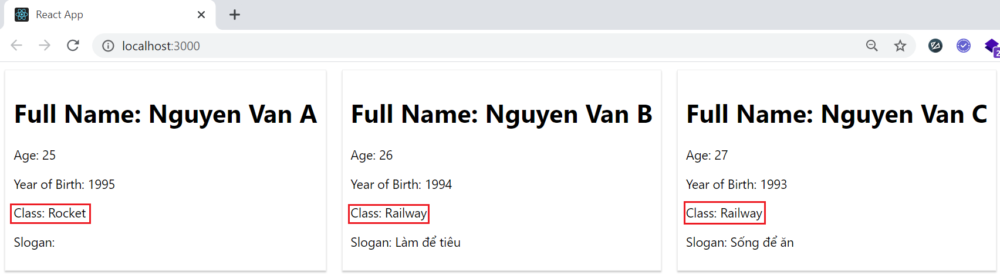 React App
localhost:3000
2
Full Name: Nguyen Van A
Age: 25
Year of Birth: 1995
Class: Rocket
Slogan:
Full Name: Nguyen Van B
Age: 26
Year of Birth: 1994
Class: Railway
Slogan: Làm để tiêu
Full Name: Nguyen Van C
Age: 27
Year of Birth: 1993
Class: Railway
Slogan: Sống để ăn